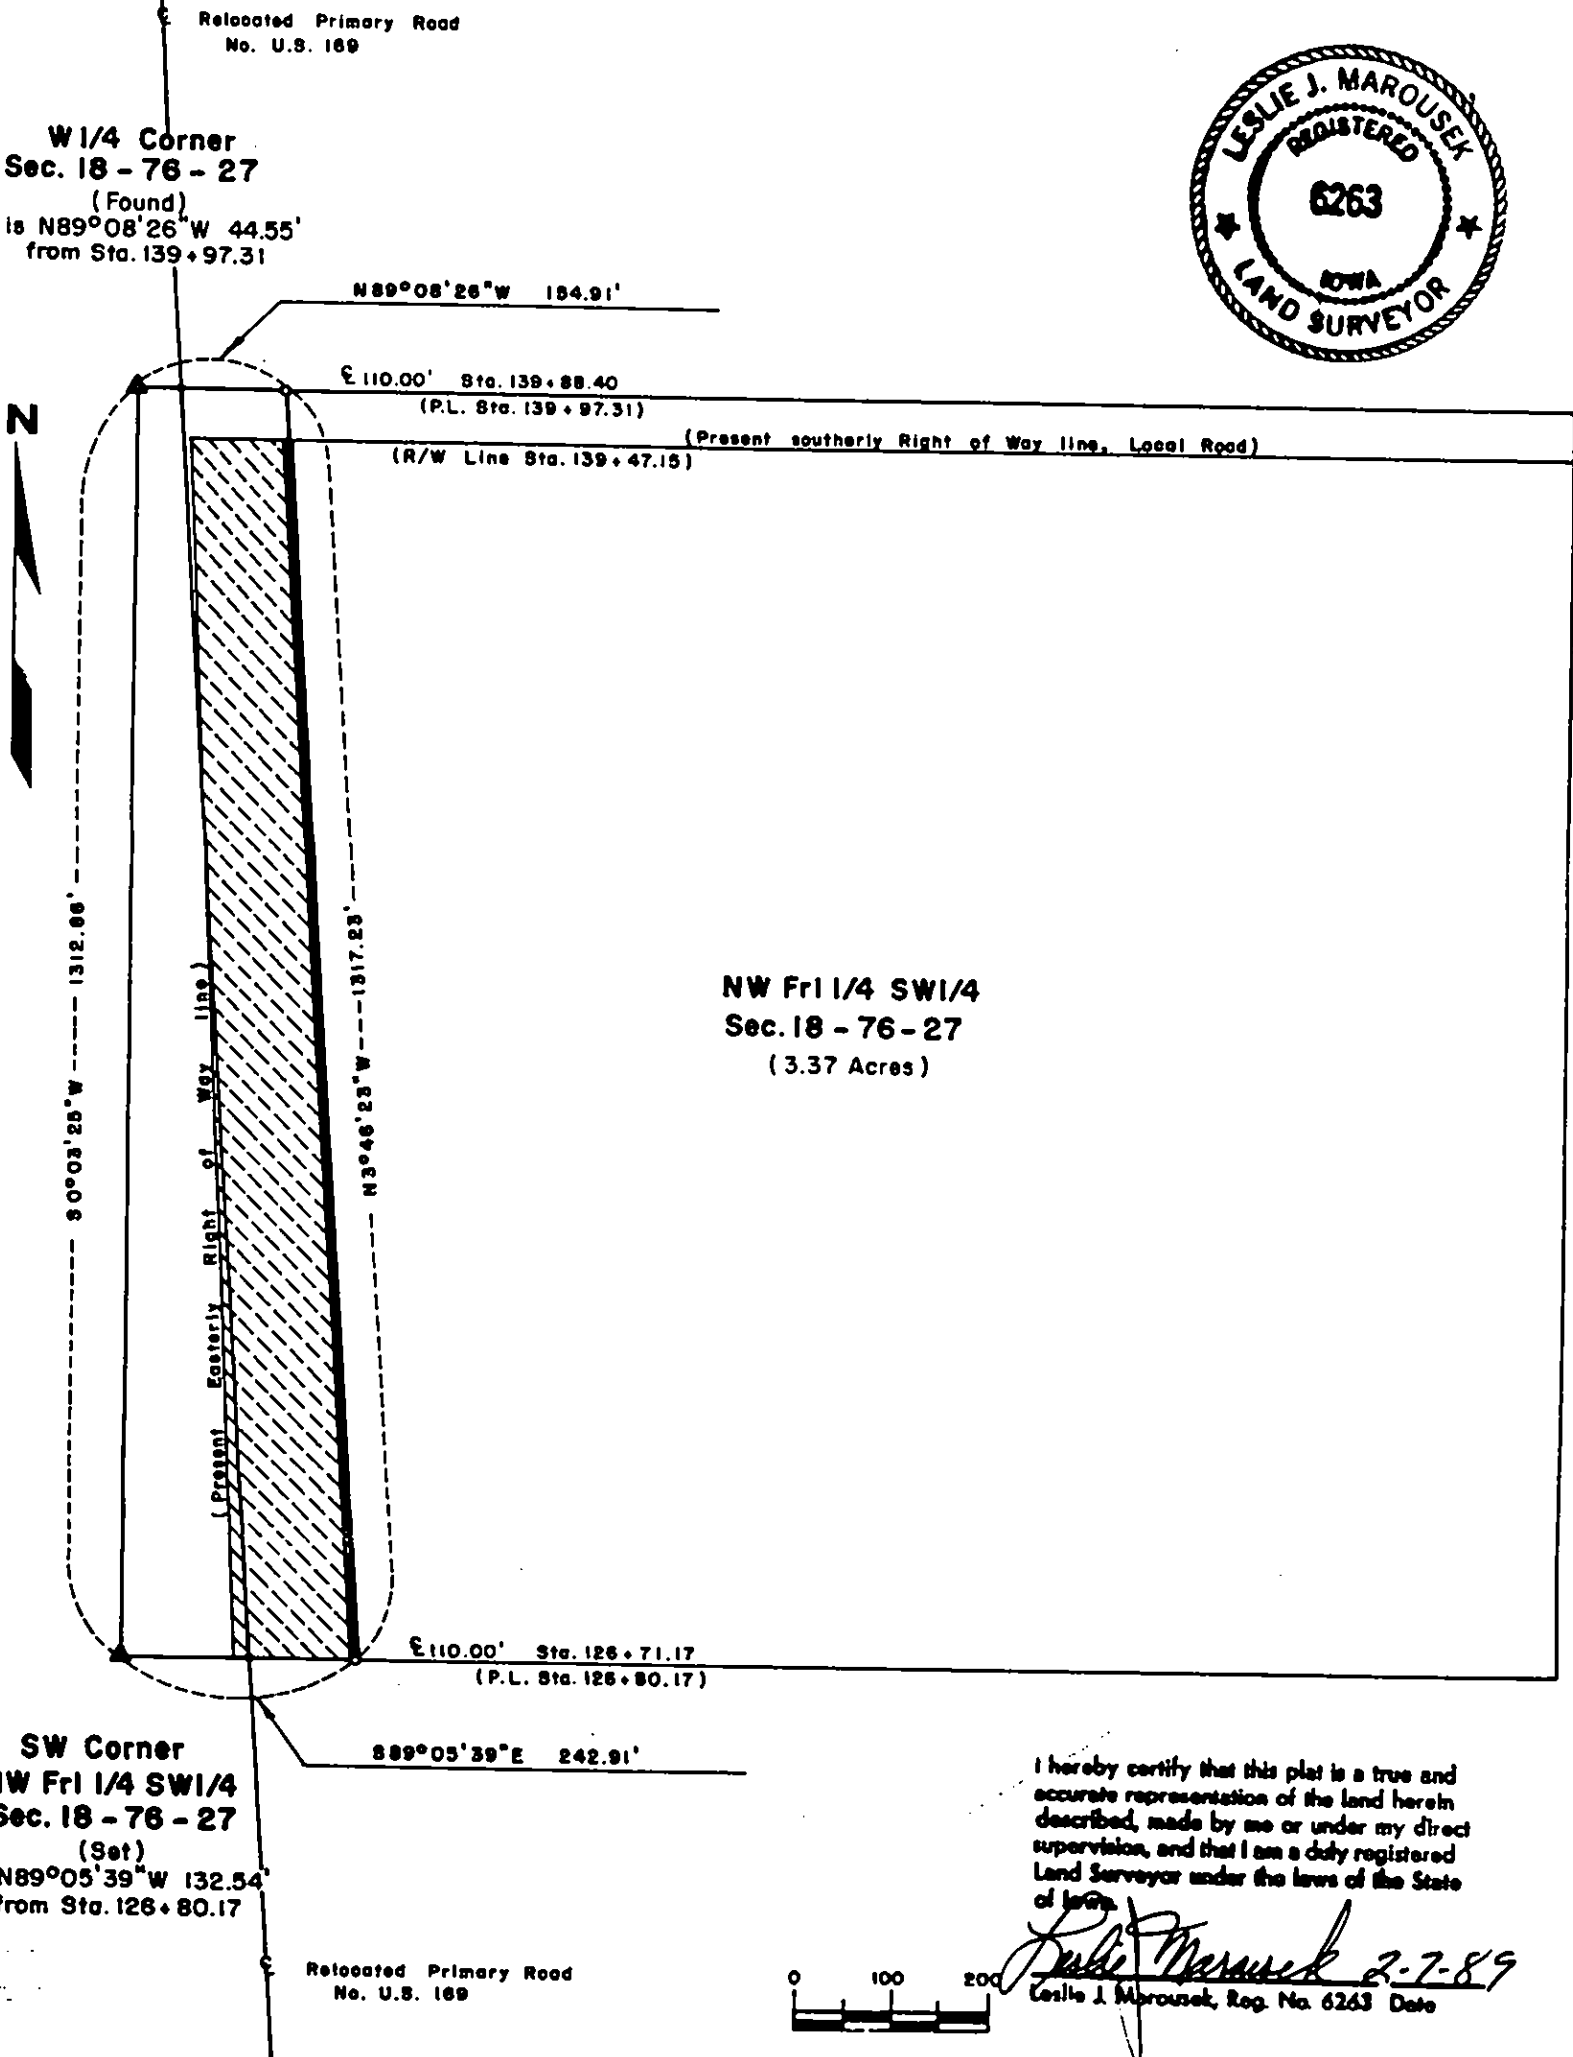 ℄ Relocated Primary Road
No. U.S. 169
W 1/4 Corner
Sec. 18 - 76 - 27
(Found)
is N89°08'26"W 44.55'
from Sta. 139+97.31
LESLIE J. MAROUSEK
REGISTERED
6263
IOWA
★ LAND SURVEYOR ★
N89°08'26"W 154.91'
℄ 110.00' Sta. 139+88.40
(P.L. Sta. 139+97.31)
N
(Present southerly Right of Way line, Local Road)
(R/W Line Sta. 139+47.15)
S0°03'25"W 1312.86'
(Present Easterly Right of Way line)
N3°46'23"W 1317.23'
NW Frl 1/4 SW1/4
Sec. 18 - 76 - 27
(3.37 Acres)
℄ 110.00' Sta. 126+71.17
(P.L. Sta. 126+80.17)
S89°05'39"E 242.91'
SW Corner
W Frl 1/4 SW1/4
Sec. 18 - 76 - 27
(Set)
N89°05'39"W 132.54'
from Sta. 126+80.17
℄ Relocated Primary Road
No. U.S. 169
0 100 200
I hereby certify that this plat is a true and
accurate representation of the land herein
described, made by me or under my direct
supervision, and that I am a duly registered
Land Surveyor under the laws of the State
of Iowa.
Leslie J Marousek 2-7-89
Leslie J. Marousek, Reg. No. 6263 Date